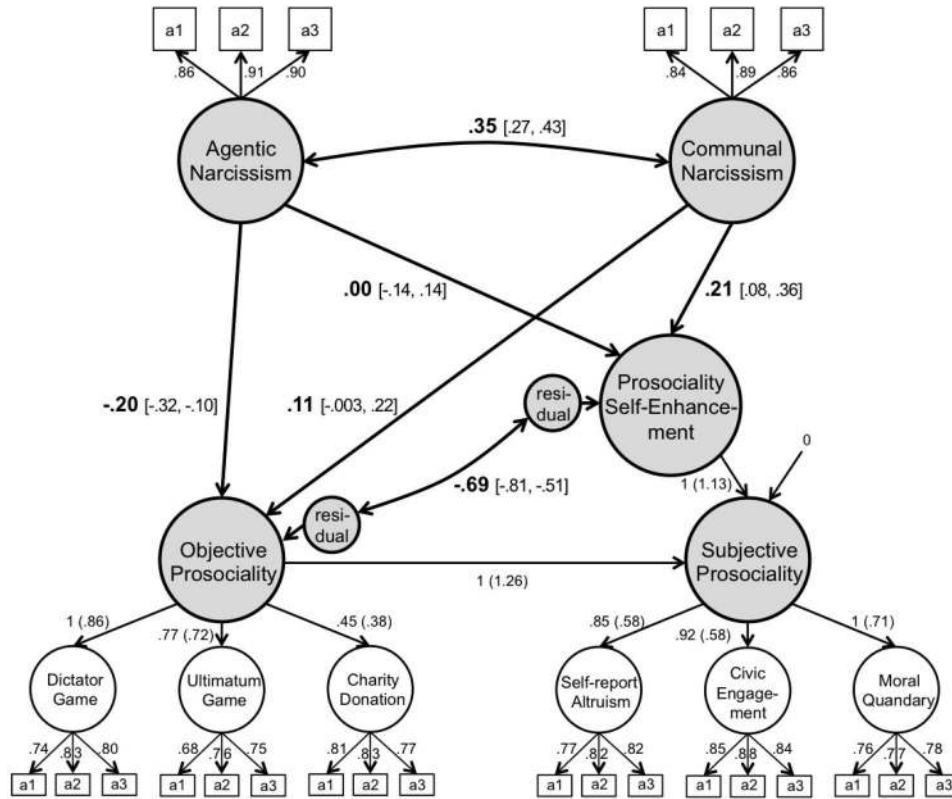 a1 a2 a3
a1 a2 a3
.86 .91 .90
.84 .89 .86
Agentic
Narcissism
.35 [.27, .43]
Communal
Narcissism
.00 [-.14, .14]
.21 [.08, .36]
-.20 [-.32, -.10]
.11 [-.003, .22]
resi-
dual
Prosociality
Self-Enhance-
ment
-.69 [-.81, -.51]
0
1 (1.13)
resi-
dual
Objective
Prosociality
1 (1.26)
Subjective
Prosociality
1 (.86)
.77 (.72)
.45 (.38)
.85 (.58)
.92 (.58)
1 (.71)
Dictator
Game
Ultimatum
Game
Charity
Donation
Self-report
Altruism
Civic
Engage-
ment
Moral
Quandary
.74 .83 .80
.68 .76 .75
.81 .83 .77
.77 .82 .82
.85 .88 .84
.76 .77 .78
a1 a2 a3
a1 a2 a3
a1 a2 a3
a1 a2 a3
a1 a2 a3
a1 a2 a3